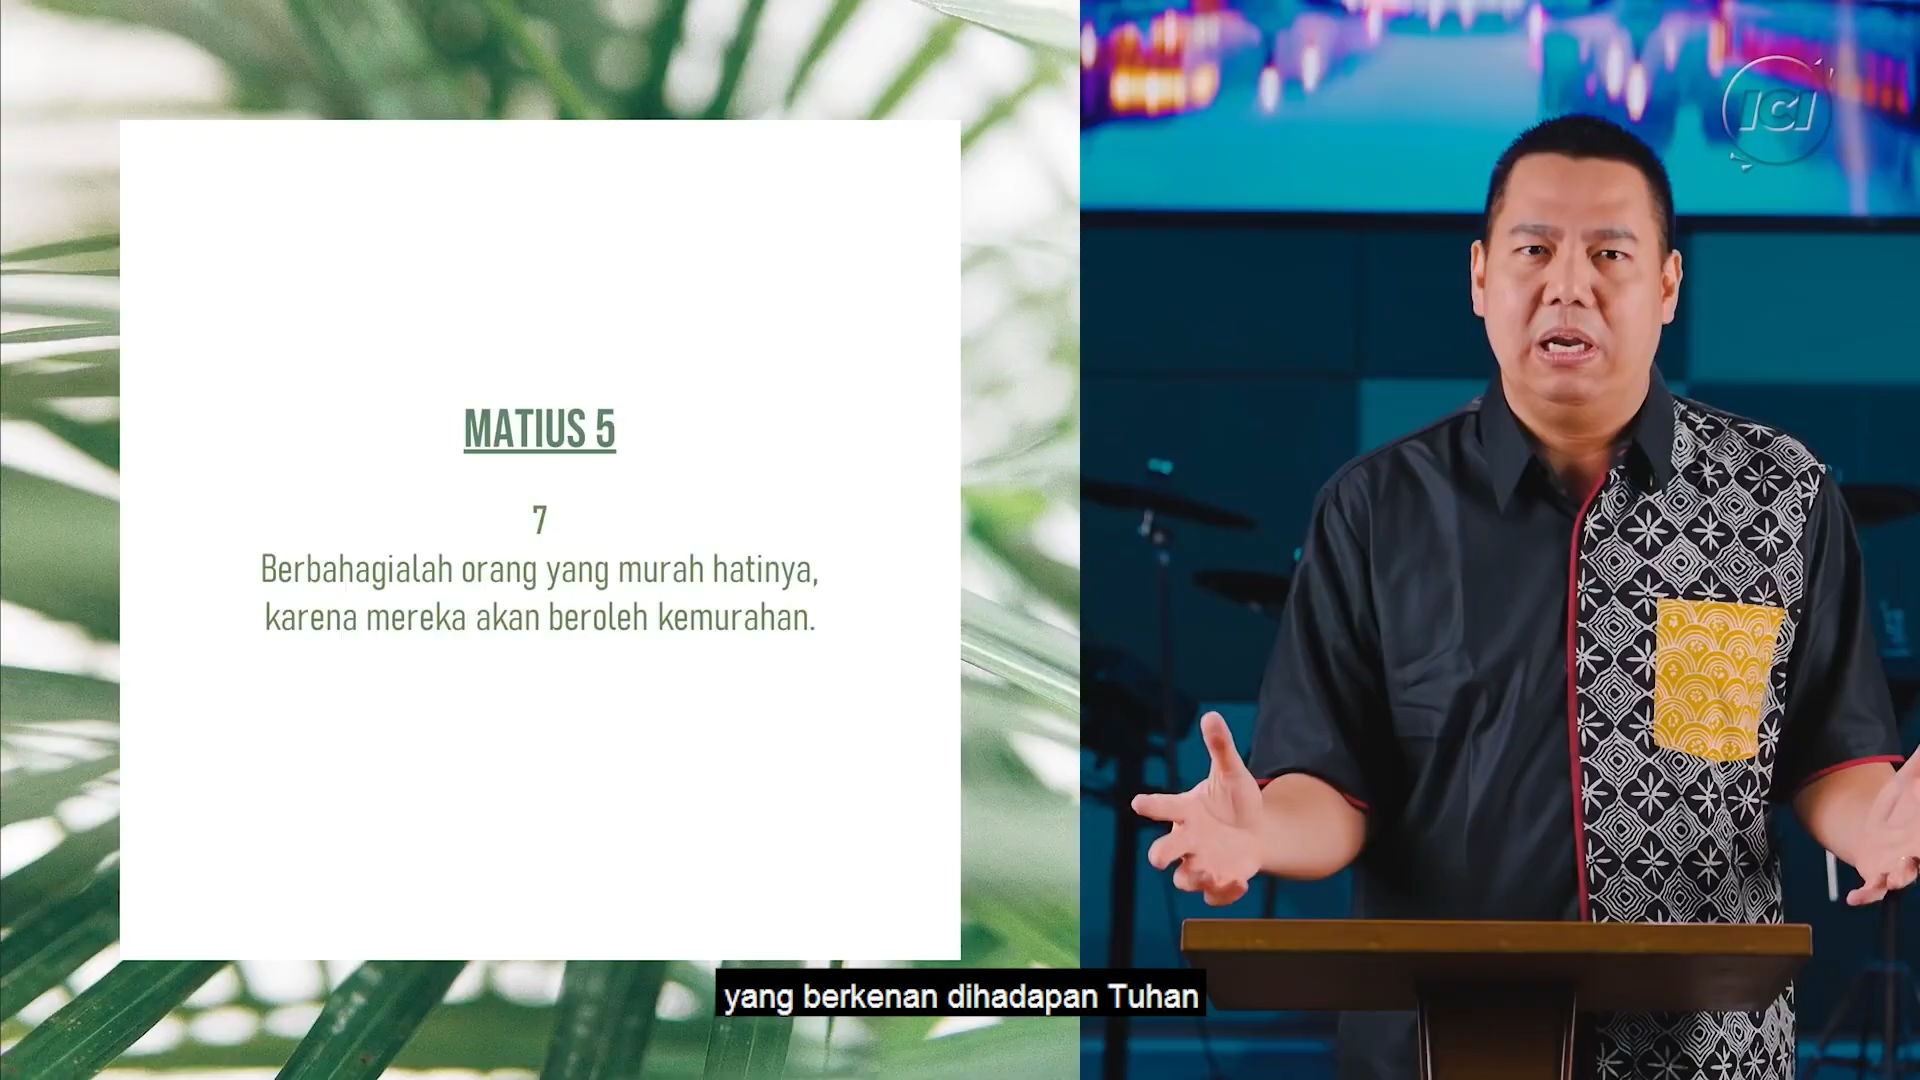 ICI
MATIUS 5
7
Berbahagialah orang yang murah hatinya,
karena mereka akan beroleh kemurahan.
yang berkenan dihadapan Tuhan